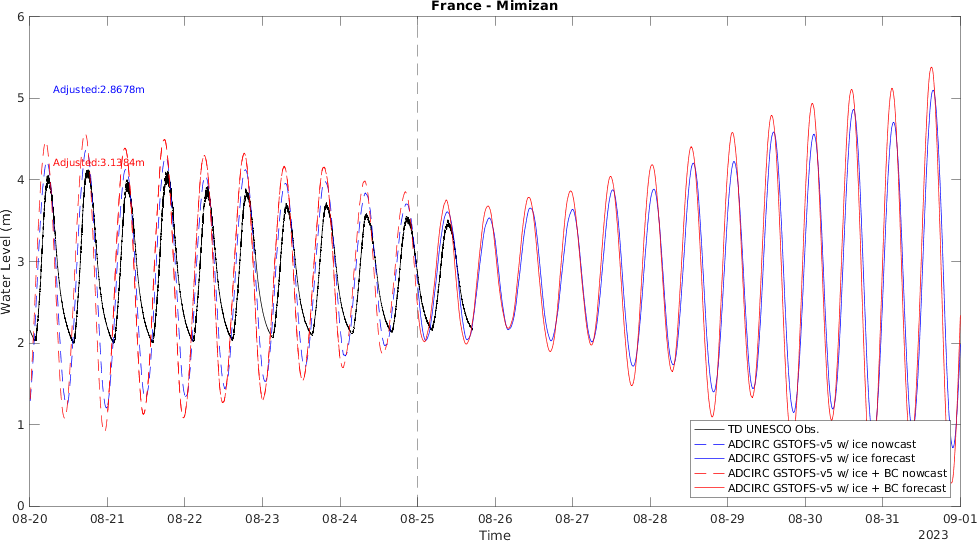 France - Mimizan
6
5
4
3
2
1
0
Water Level (m)
Adjusted:2.8678m
Adjusted:3.1384m
TD UNESCO Obs.
ADCIRC GSTOFS-v5 w/ ice nowcast
ADCIRC GSTOFS-v5 w/ ice forecast
ADCIRC GSTOFS-v5 w/ ice + BC nowcast
ADCIRC GSTOFS-v5 w/ ice + BC forecast
08-20 08-21 08-22 08-23 08-24 08-25 08-26 08-27 08-28 08-29 08-30 08-31 09-01
Time
2023